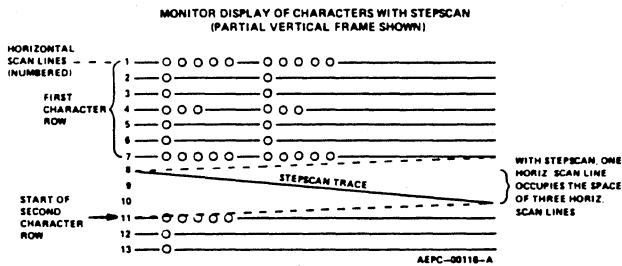 MONITOR DISPLAY OF CHARACTERS WITH STEPSCAN
(PARTIAL VERTICAL FRAME SHOWN)
HORIZONTAL
SCAN LINES
(NUMBERED)
FIRST
CHARACTER
ROW
START OF
SECOND
CHARACTER
ROW
1
2
3
4
5
6
7
8
9
10
11
12
13
STEPSCAN TRACE
WITH STEPSCAN, ONE
HORIZ. SCAN LINE
OCCUPIES THE SPACE
OF THREE HORIZ.
SCAN LINES
AEPC-00116-A